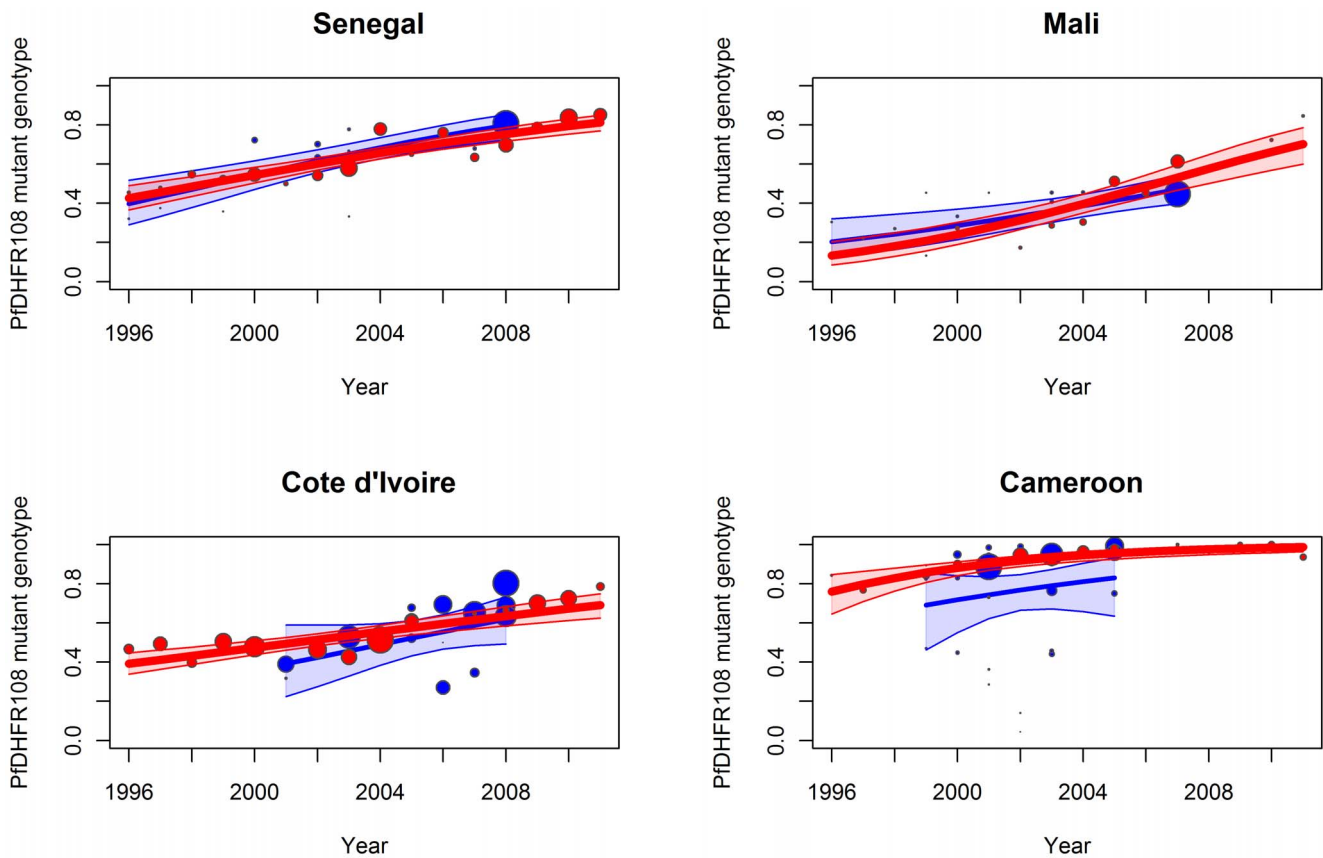 Senegal
PfDHFR108 mutant genotype
0.0 0.4 0.8
1996 2000 2004 2008
Year
Mali
PfDHFR108 mutant genotype
0.0 0.4 0.8
1996 2000 2004 2008
Year
Cote d'Ivoire
PfDHFR108 mutant genotype
0.0 0.4 0.8
1996 2000 2004 2008
Year
Cameroon
PfDHFR108 mutant genotype
0.0 0.4 0.8
1996 2000 2004 2008
Year